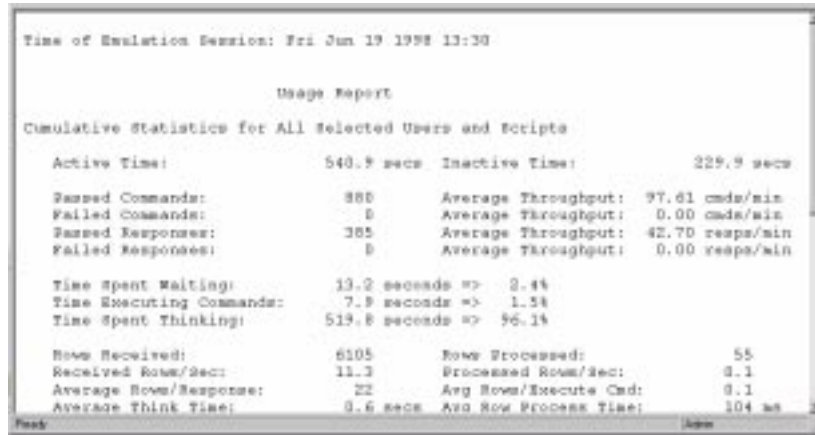 Time of Emulation Session: Fri Jun 19 1998 13:30
Usage Report
Cumulative Statistics for All Selected Users and Scripts
Active Time: 540.9 secs Inactive Time: 229.9 secs
Passed Commands: 880 Average Throughput: 97.61 cmds/min
Failed Commands: 0 Average Throughput: 0.00 cmds/min
Passed Responses: 385 Average Throughput: 42.70 resps/min
Failed Responses: 0 Average Throughput: 0.00 resps/min
Time Spent Waiting: 13.2 seconds => 2.4%
Time Executing Commands: 7.9 seconds => 1.5%
Time Spent Thinking: 519.8 seconds => 96.1%
Rows Received: 6105 Rows Processed: 55
Received Rows/Sec: 11.3 Processed Rows/Sec: 0.1
Average Rows/Response: 22 Avg Rows/Execute Cmd: 0.1
Average Think Time: 0.6 secs Avg Row Process Time: 104 ms
Ready Admin